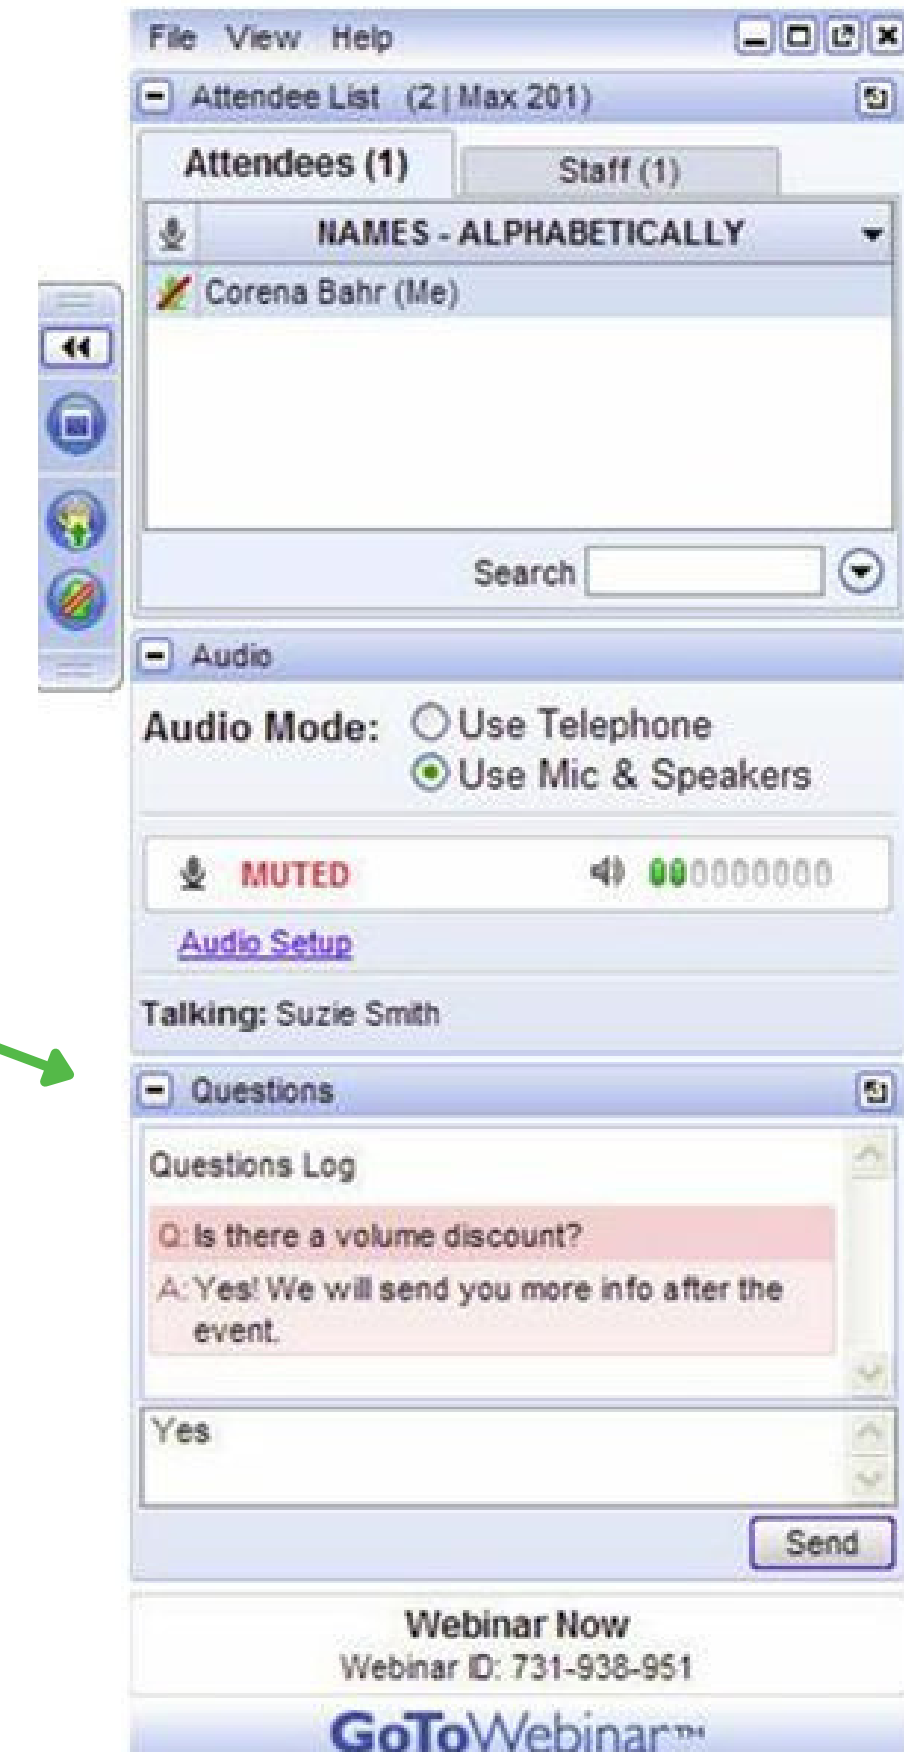 File View Help
Attendee List (2 | Max 201)
Attendees (1) Staff (1)
NAMES - ALPHABETICALLY
Corena Bahr (Me)
Search
Audio
Audio Mode: Use Telephone
Use Mic & Speakers
MUTED
Audio Setup
Talking: Suzie Smith
Questions
Questions Log
Q: Is there a volume discount?
A: Yes! We will send you more info after the
event.
Yes
Send
Webinar Now
Webinar ID: 731-938-951
GoToWebinar™